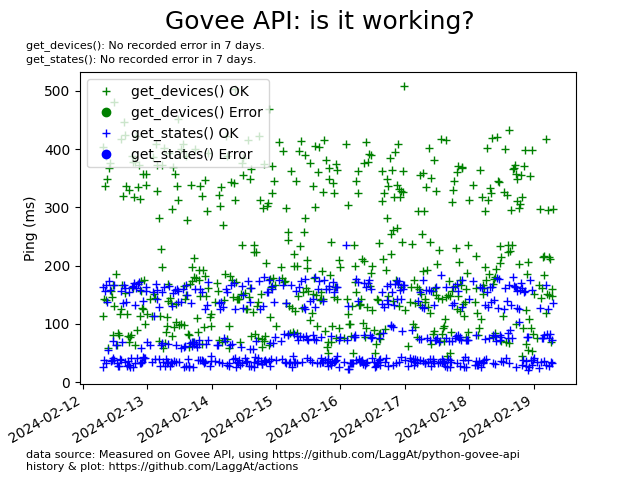 Govee API: is it working?
get_devices(): No recorded error in 7 days.
get_states(): No recorded error in 7 days.
get_devices() OK
get_devices() Error
get_states() OK
get_states() Error
Ping (ms)
500
400
300
200
100
0
2024-02-12
2024-02-13
2024-02-14
2024-02-15
2024-02-16
2024-02-17
2024-02-18
2024-02-19
data source: Measured on Govee API, using https://github.com/LaggAt/python-govee-api
history & plot: https://github.com/LaggAt/actions